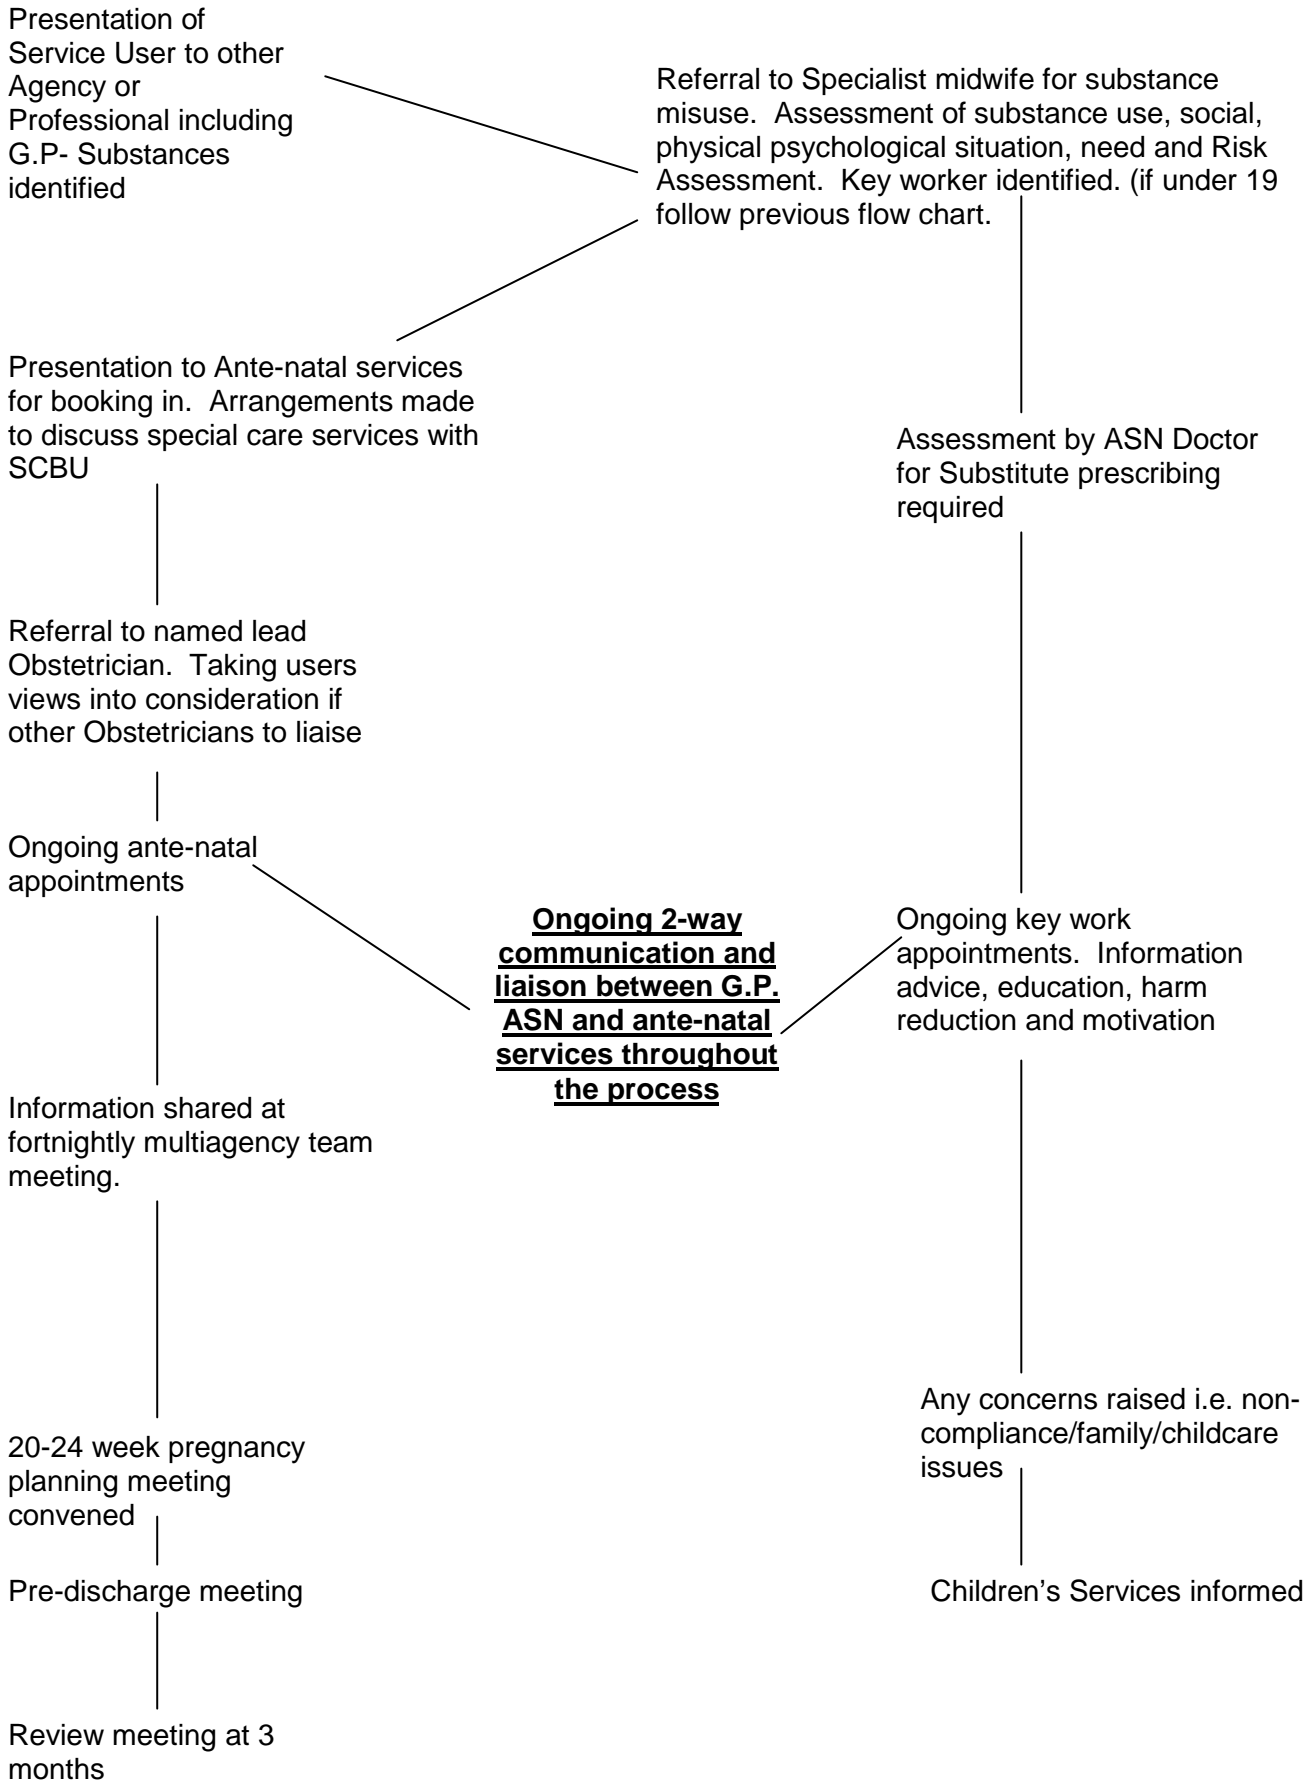 Presentation of
Service User to other
Agency or
Professional including
G.P- Substances
identified
Referral to Specialist midwife for substance
misuse.  Assessment of substance use, social,
physical psychological situation, need and Risk
Assessment.  Key worker identified. (if under 19
follow previous flow chart.
Presentation to Ante-natal services
for booking in.  Arrangements made
to discuss special care services with
SCBU
Assessment by ASN Doctor
for Substitute prescribing
required
Referral to named lead
Obstetrician.  Taking users
views into consideration if
other Obstetricians to liaise
Ongoing ante-natal
appointments
Ongoing 2-way
communication and
liaison between G.P.
ASN and ante-natal
services throughout
the process
Ongoing key work
appointments.  Information
advice, education, harm
reduction and motivation
Information shared at
fortnightly multiagency team
meeting.
Any concerns raised i.e. non-
compliance/family/childcare
issues
20-24 week pregnancy
planning meeting
convened
Pre-discharge meeting
Children’s Services informed
Review meeting at 3
months